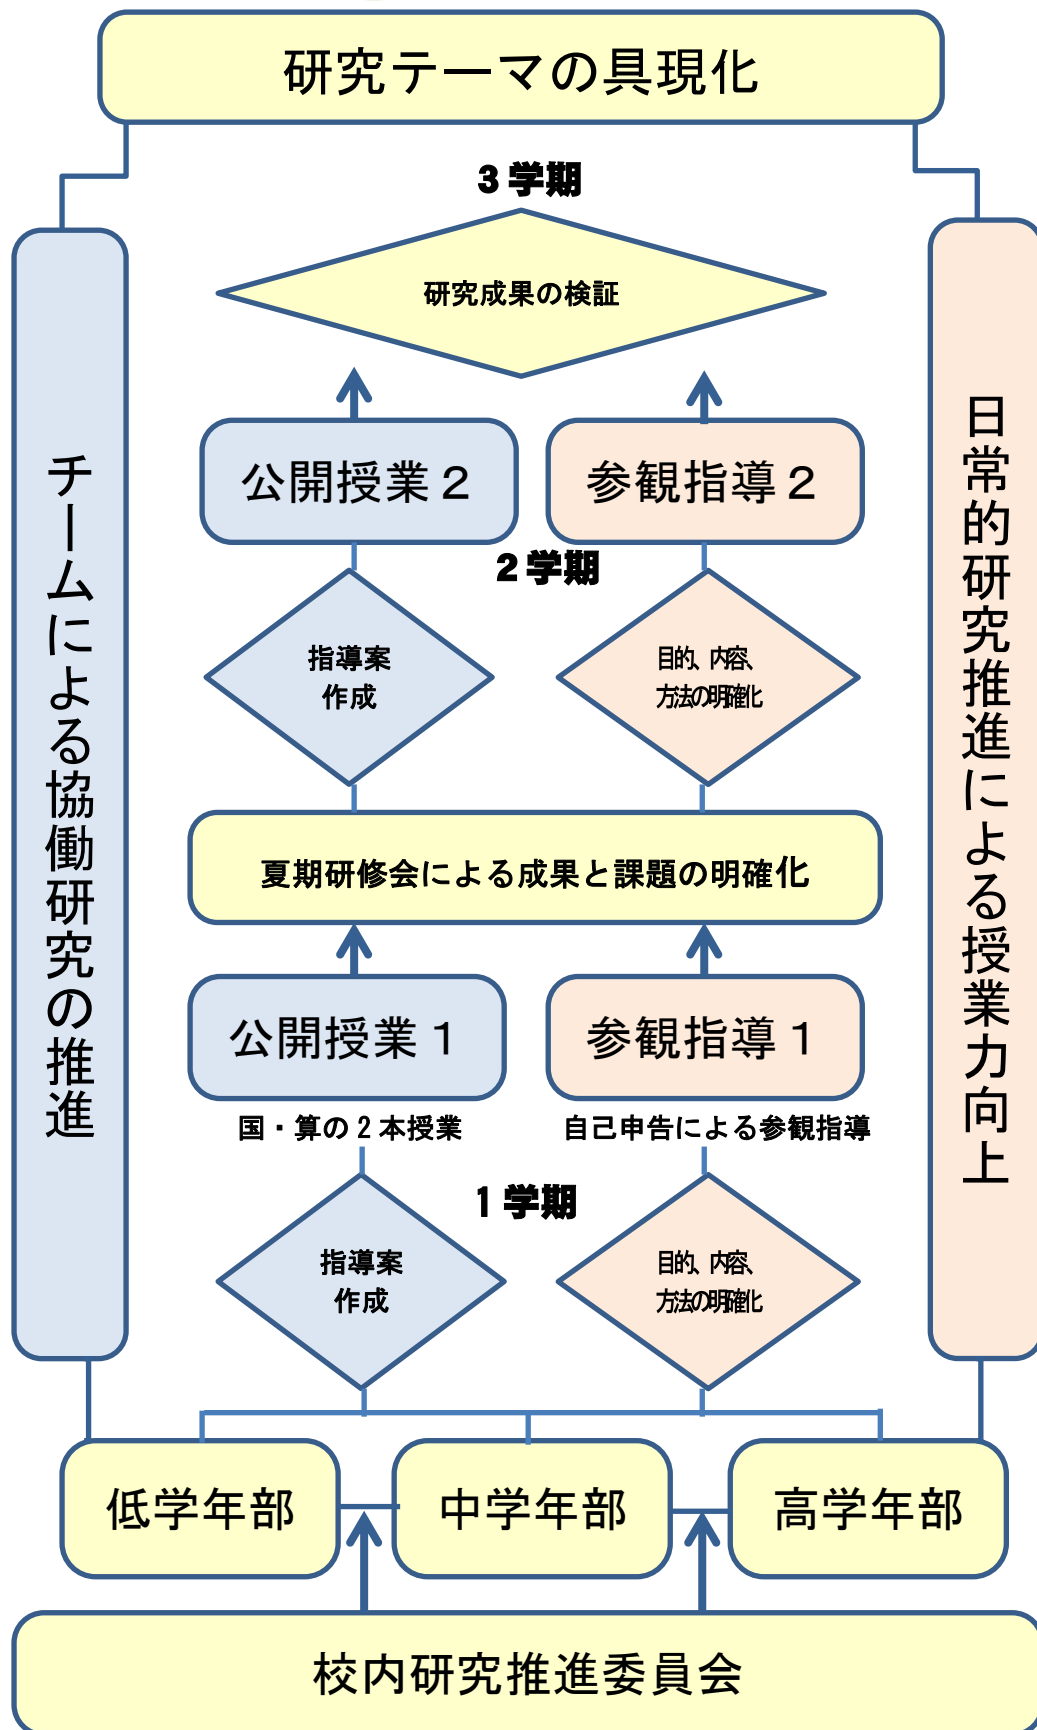 研究テーマの具現化
3学期
研究成果の検証
チームによる協働研究の推進
日常的研究推進による授業力向上
公開授業２
参観指導２
2学期
指導案
作成
目的、内容、
方法の明確化
夏期研修会による成果と課題の明確化
公開授業１
参観指導１
国・算の２本授業
自己申告による参観指導
1学期
指導案
作成
目的、内容、
方法の明確化
低学年部
中学年部
高学年部
校内研究推進委員会